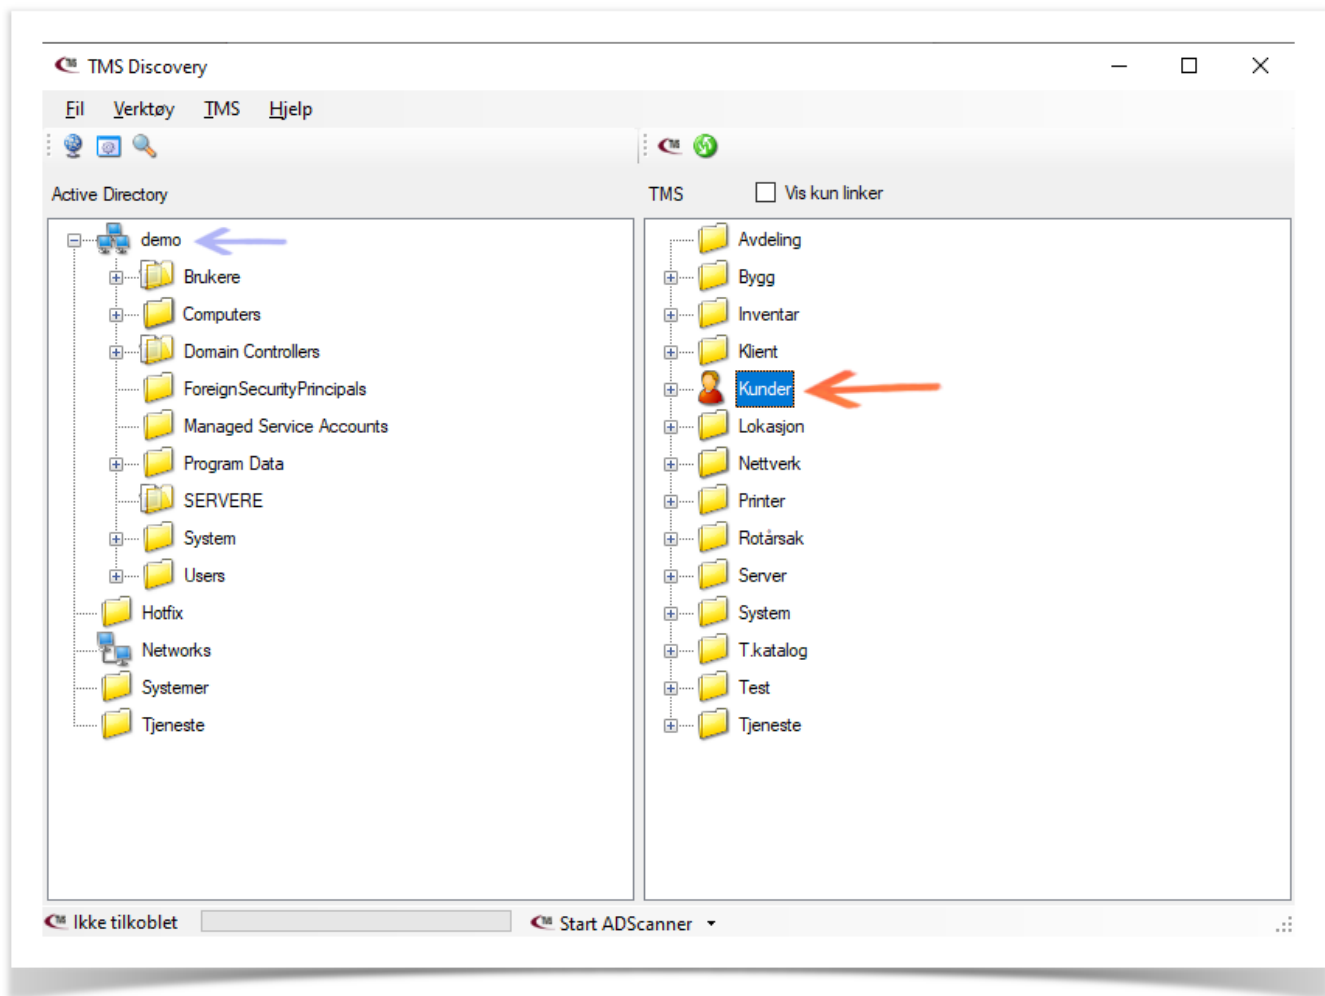 TMS Discovery
Fil Verktøy TMS Hjelp
Active Directory
demo
Brukere
Computers
Domain Controllers
ForeignSecurityPrincipals
Managed Service Accounts
Program Data
SERVERE
System
Users
Hotfix
Networks
Systemer
Tjeneste
TMS Vis kun linker
Avdeling
Bygg
Inventar
Klient
Kunder
Lokasjon
Nettverk
Printer
Rotårsak
Server
System
T.katalog
Test
Tjeneste
Ikke tilkoblet
Start ADScanner